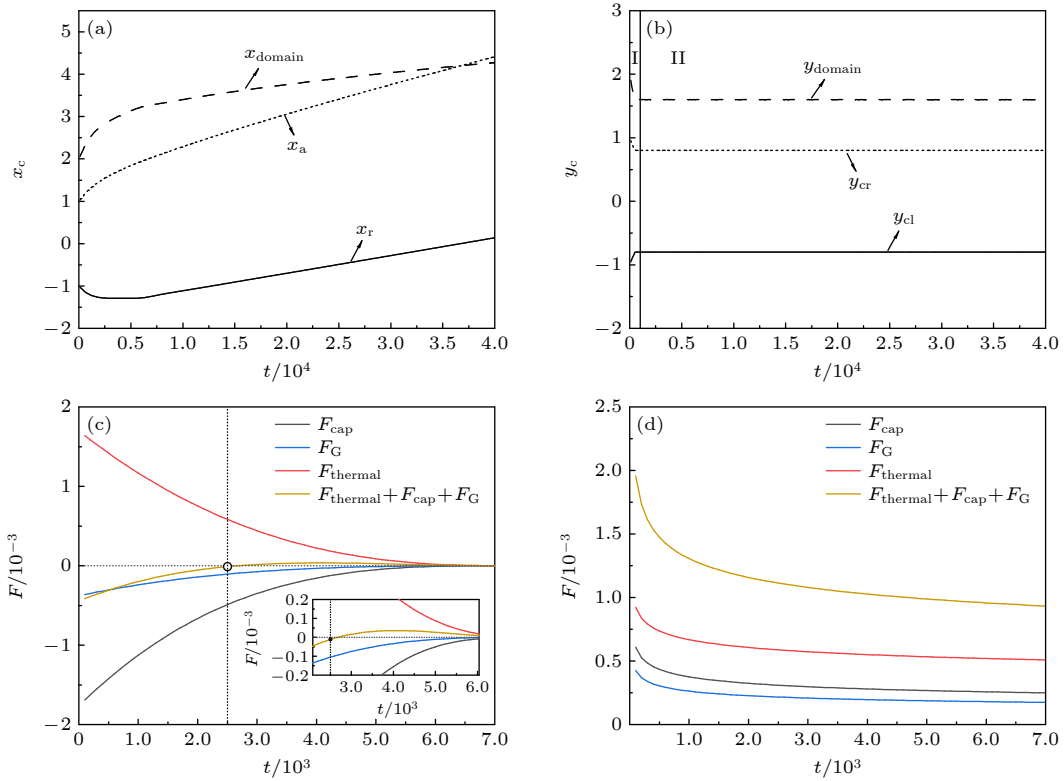 (a)
x_domain
x_a
x_r
x_c
5
4
3
2
1
0
−1
−2
0 0.5 1.0 1.5 2.0 2.5 3.0 3.5 4.0
t/10^4
(b)
I II
y_domain
y_cr
y_cl
y_c
3
2
1
0
−1
−2
0 0.5 1.0 1.5 2.0 2.5 3.0 3.5 4.0
t/10^4
(c)
F_cap
F_G
F_thermal
F_thermal+F_cap+F_G
F/10^−3
2
1
0
−1
−2
0 1.0 2.0 3.0 4.0 5.0 6.0 7.0
t/10^3
F/10^−3
0.2
0.1
0
−0.1
−0.2
3.0 4.0 5.0 6.0
t/10^3
(d)
F_cap
F_G
F_thermal
F_thermal+F_cap+F_G
F/10^−3
2.5
2.0
1.5
1.0
0.5
0
1.0 2.0 3.0 4.0 5.0 6.0 7.0
t/10^3